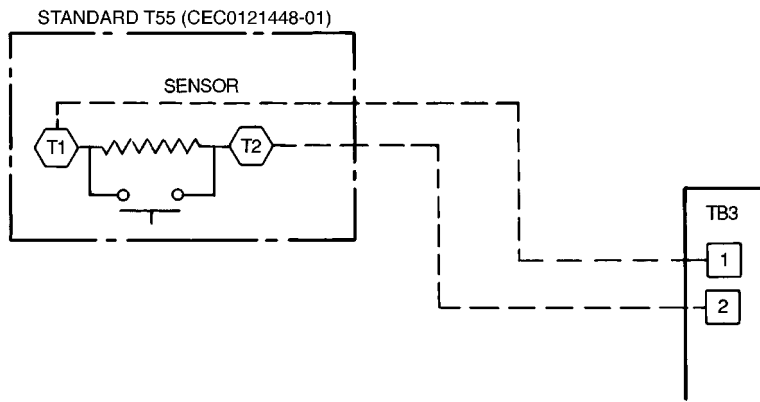 STANDARD T55 (CEC0121448-01)
SENSOR
T1
T2
TB3
1
2